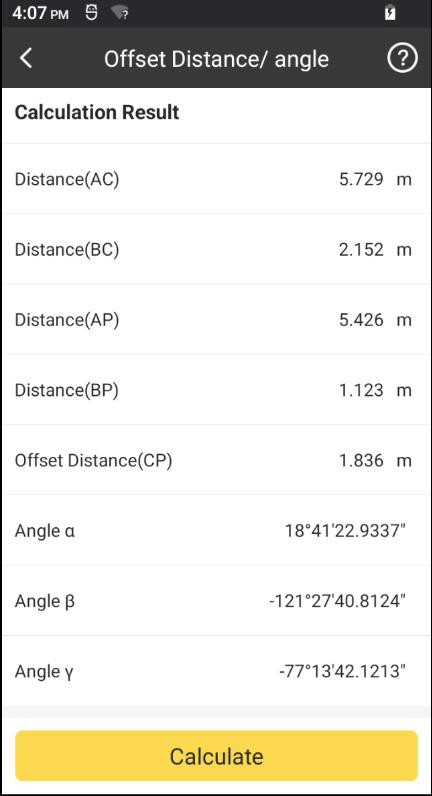 4:07 PM
Offset Distance/ angle
Calculation Result
Distance(AC) 5.729 m
Distance(BC) 2.152 m
Distance(AP) 5.426 m
Distance(BP) 1.123 m
Offset Distance(CP) 1.836 m
Angle α 18°41'22.9337"
Angle β -121°27'40.8124"
Angle γ -77°13'42.1213"
Calculate